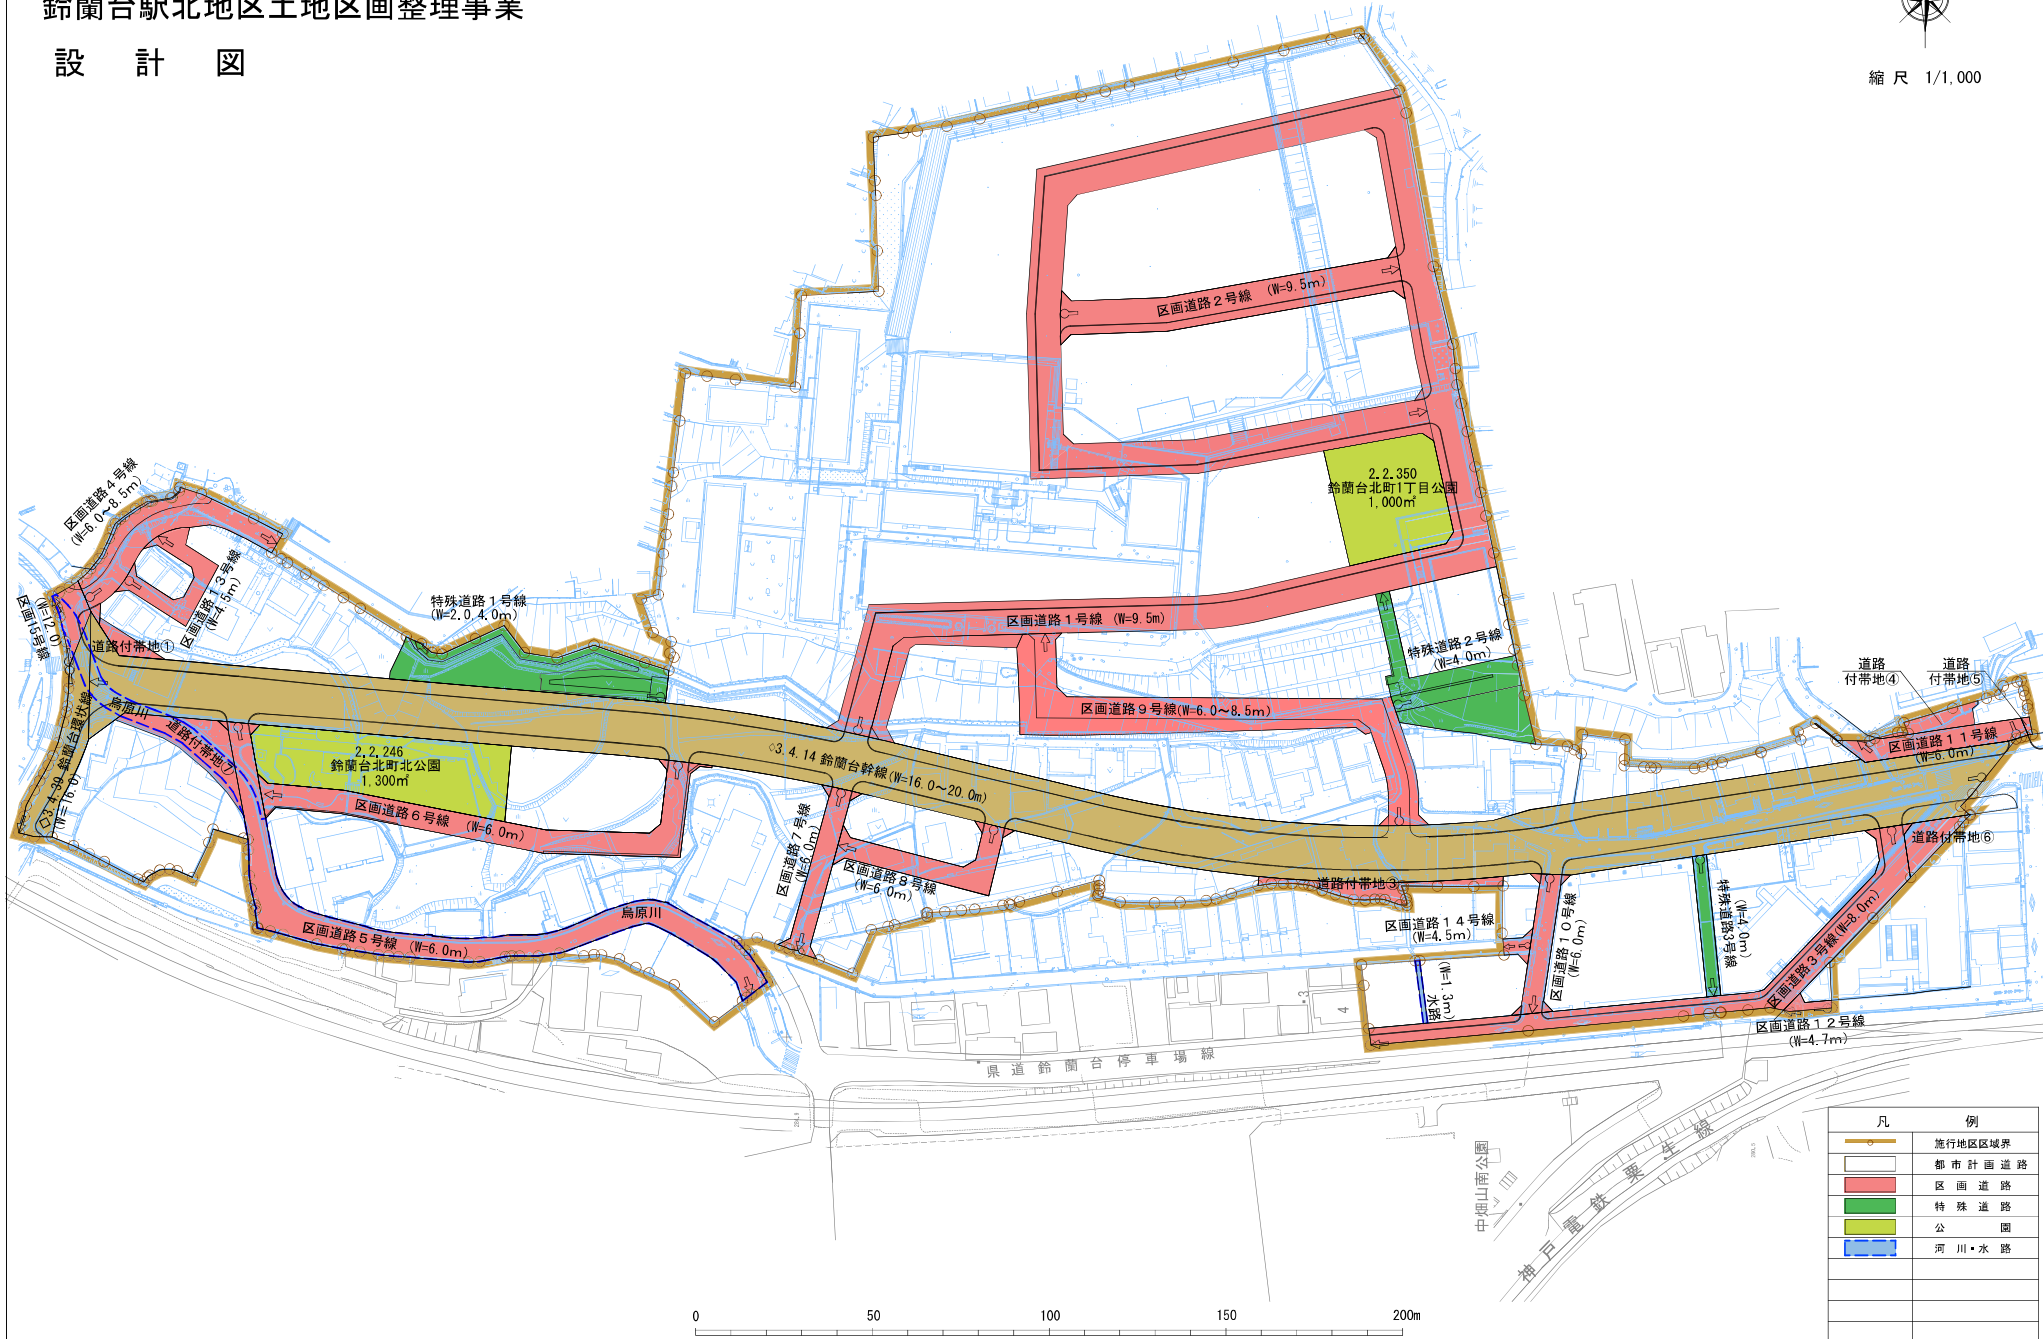 鈴蘭台駅北地区土地区画整理事業
設計図
縮尺 1/1,000
区画道路2号線 (W=9.5m)
2.2.350
鈴蘭台北町1丁目公園
1,000㎡
区画道路4号線
(W=6.0~8.5m)
区画道路13号線
(W=4.5m)
区画15号線
(W=12.0)
道路付帯地①
特殊道路1号線
(W=2.0,4.0m)
区画道路1号線 (W=9.5m)
特殊道路2号線
(W=4.0m)
道路
付帯地④
道路
付帯地⑤
区画道路11号線
(W=6.0m)
区画道路9号線(W=6.0~8.5m)
烏原川
道路付帯地⑦
◇3.4.39 鈴蘭台環状線
(W=16.0)
2.2.246
鈴蘭台北町北公園
1,300㎡
◇3.4.14 鈴蘭台幹線(W=16.0~20.0m)
区画道路6号線 (W=6.0m)
区画道路7号線
(W=6.0m)
区画道路8号線
(W=6.0m)
道路付帯地⑥
道路付帯地③
区画道路5号線 (W=6.0m)
烏原川
区画道路14号線
(W=4.5m)
区画道路10号線
(W=6.0m)
特殊道路3号線
(W=4.0m)
区画道路3号線(W=8.0m)
水路
(W=1.3m)
区画道路12号線
(W=4.7m)
3
4
県道鈴蘭台停車場線
中畑山南公園
神戸電鉄粟生線
凡例
施行地区区域界
都市計画道路
区画道路
特殊道路
公園
河川・水路
0 50 100 150 200m